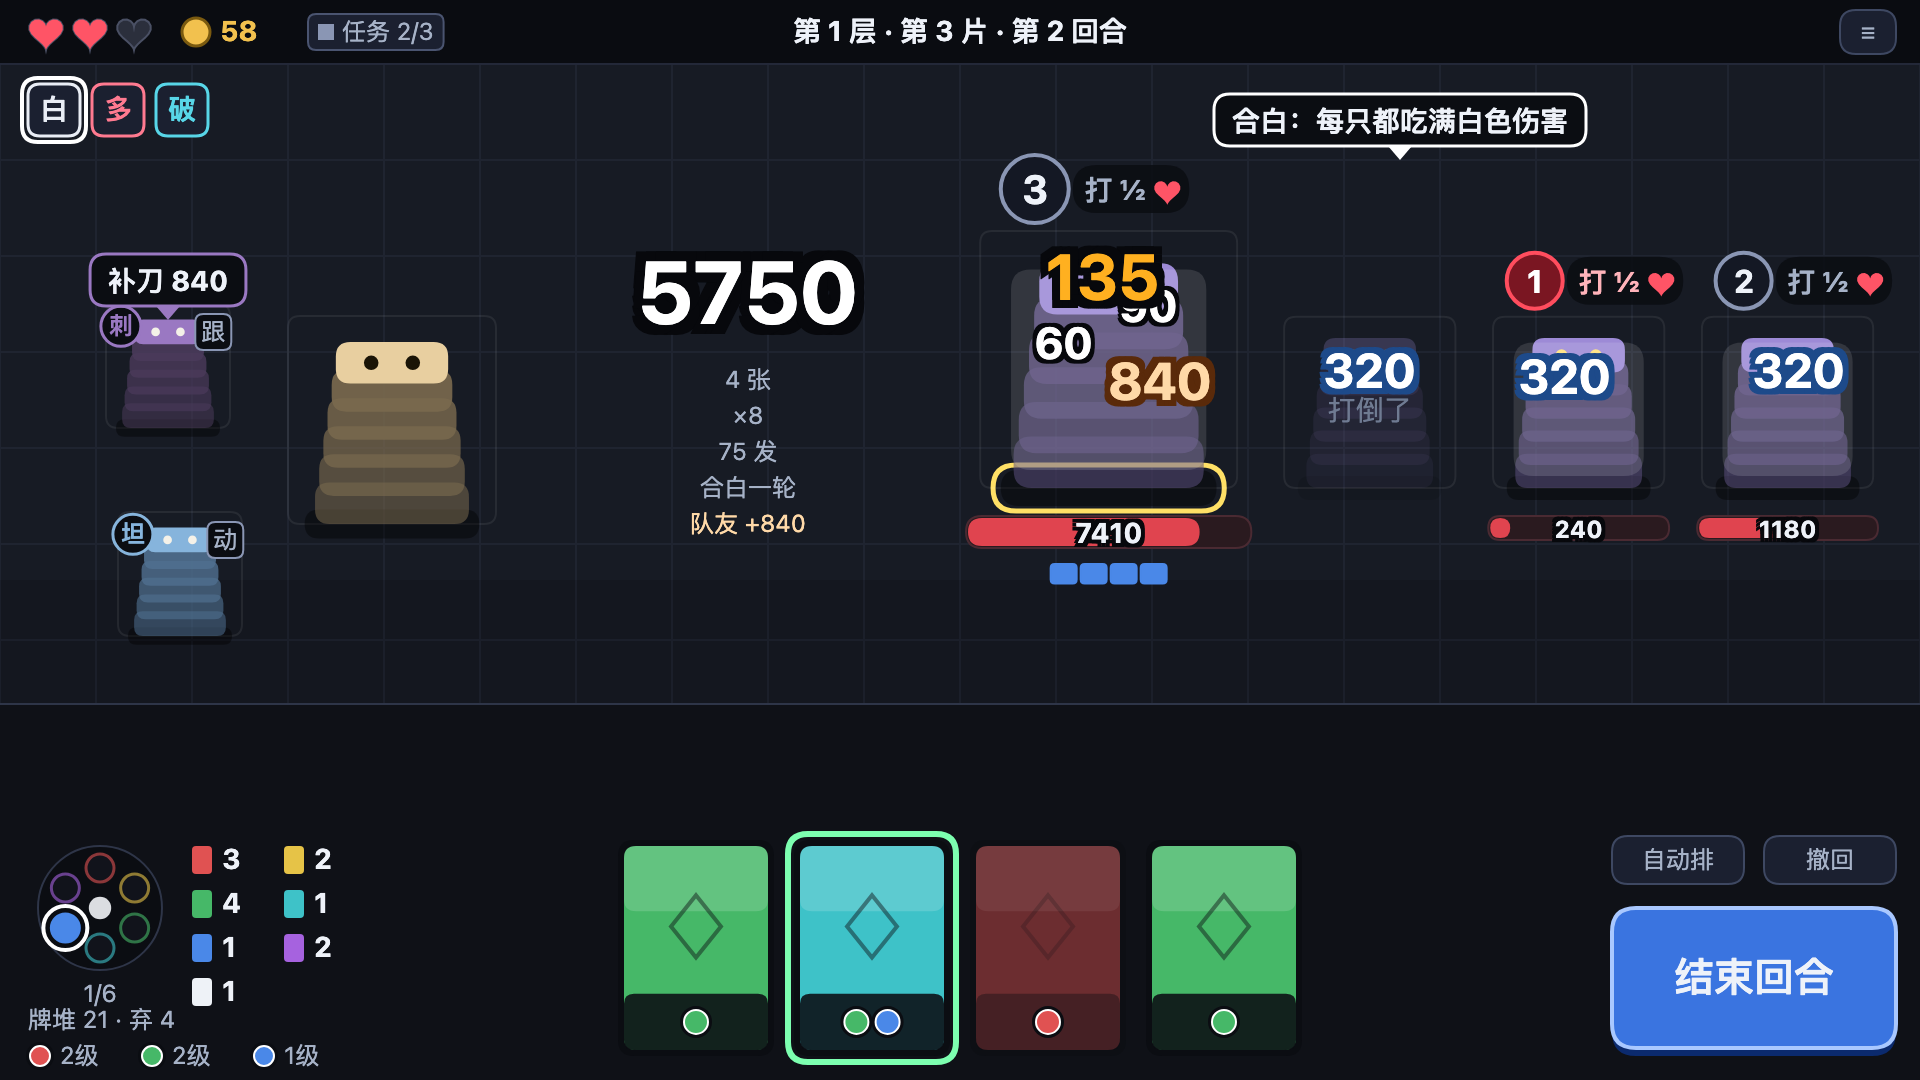 58
任务 2/3
第 1 层 · 第 3 片 · 第 2 回合
≡
白
多
破
合白：每只都吃满白色伤害
3
打 ½
补刀 840
刺
跟
坦
动
5750
4 张
×8
75 发
合白一轮
队友 +840
135
90
60
840
7410
320
打倒了
1
打 ½
320
240
2
打 ½
320
1180
3
2
4
1
1
2
1
1/6
牌堆 21 · 弃 4
2级
2级
1级
自动排
撤回
结束回合